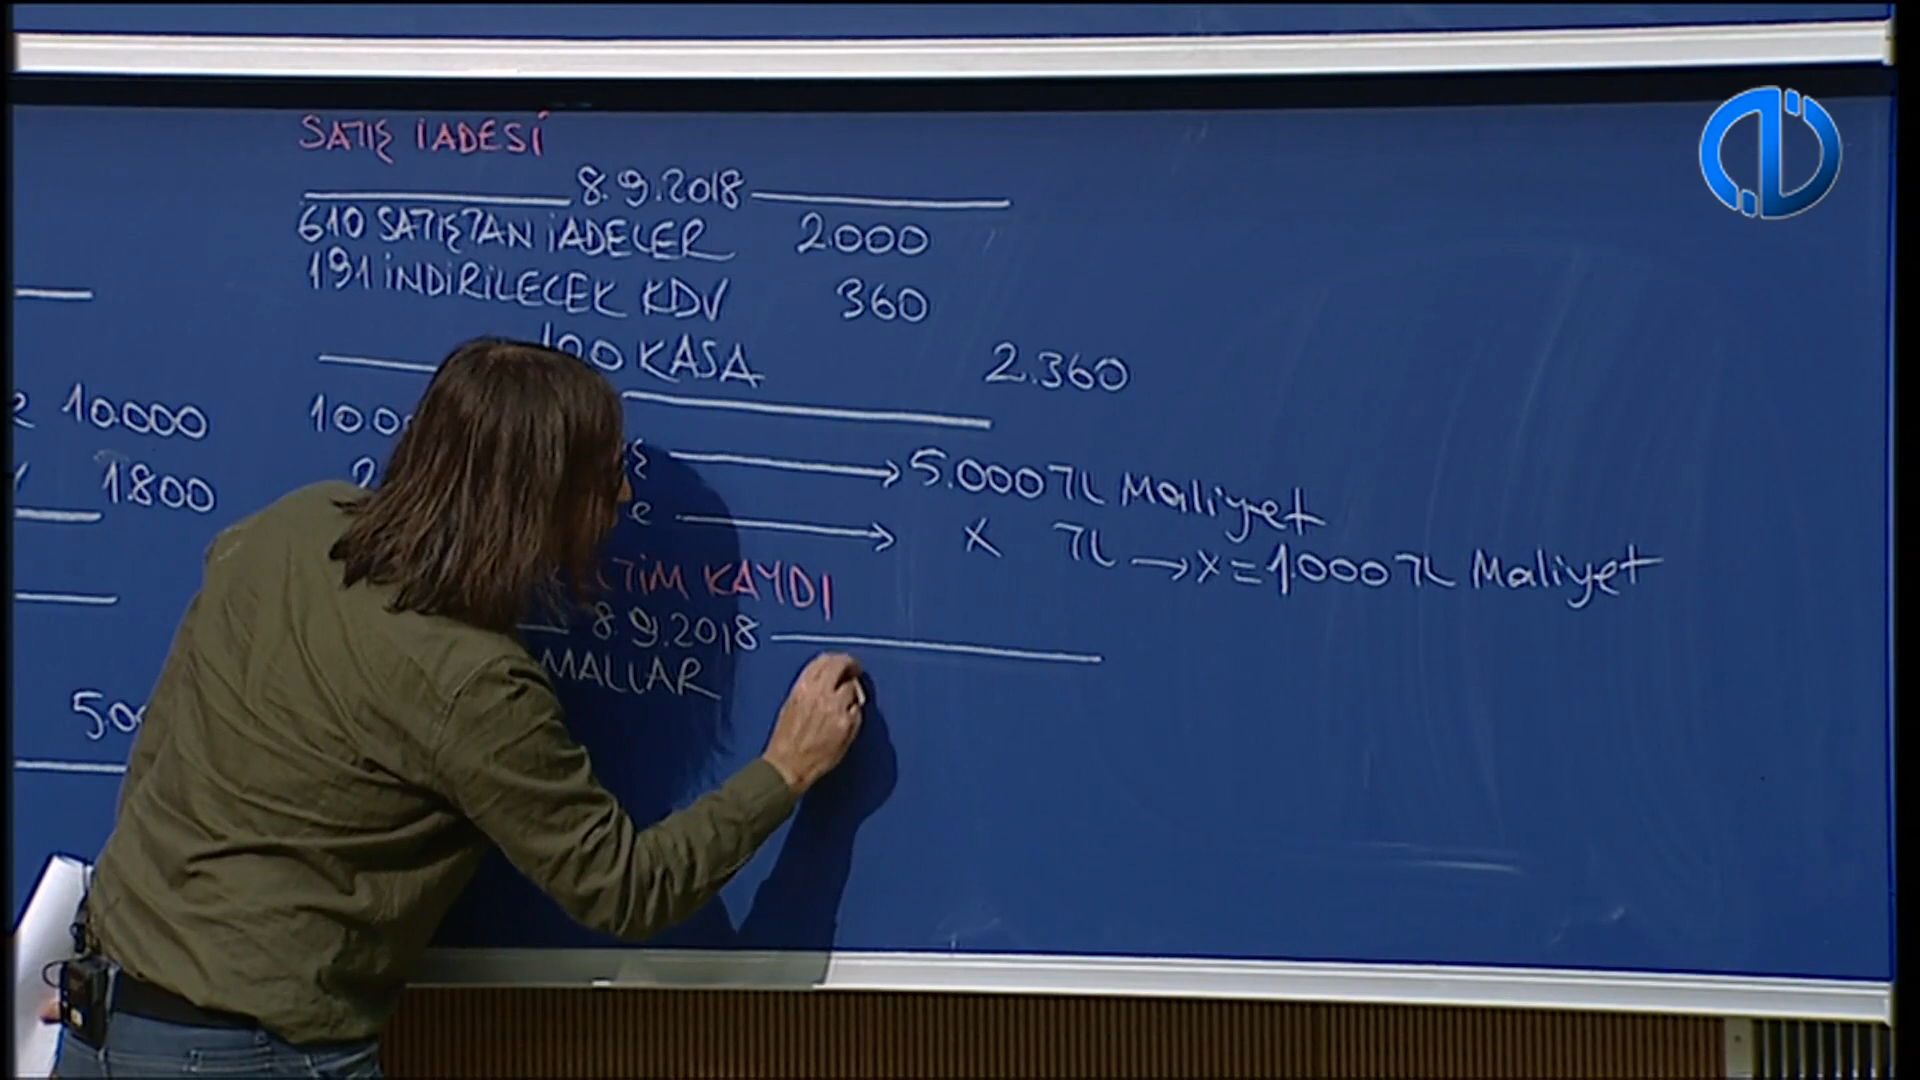 SATIŞ İADESİ
8.9.2018
610 SATIŞTAN İADELER 2.000
191 İNDİRİLECEK KDV 360
100 KASA 2.360
10.000
1.800
5.000 TL Maliyet
x TL → x = 1.000 TL Maliyet
KAYDI
8.9.2018
MALLAR